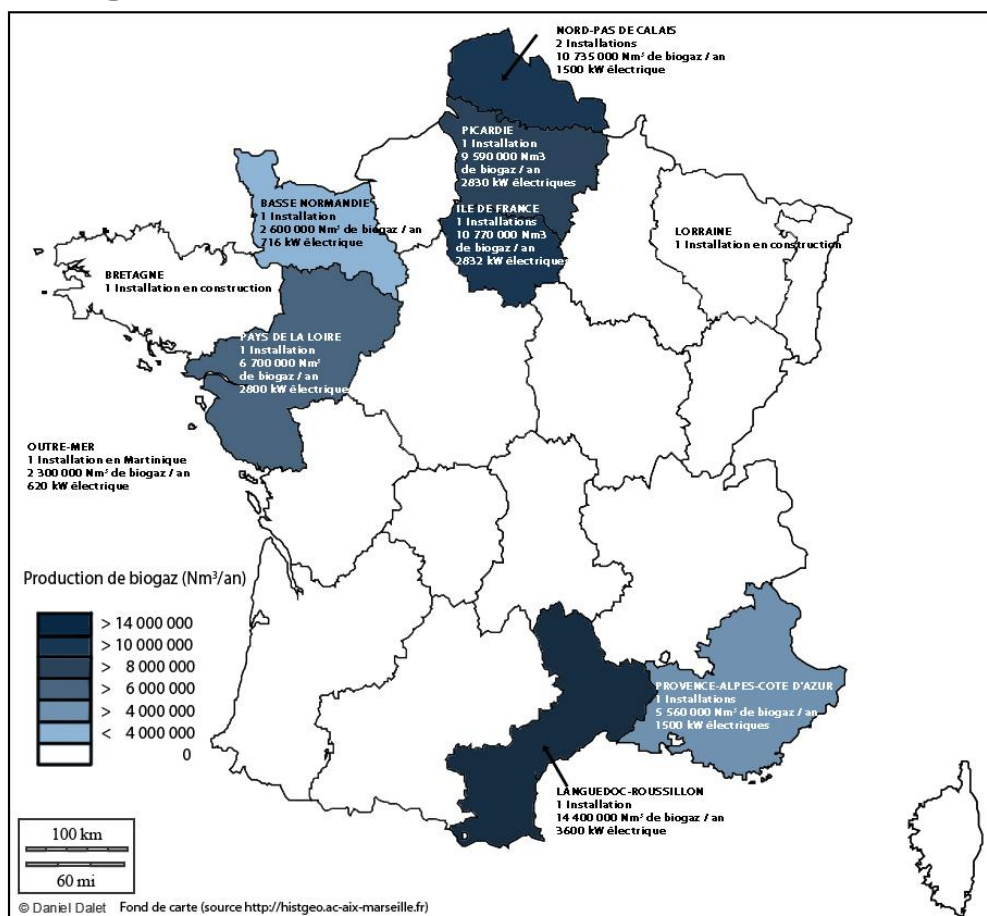 NORD-PAS DE CALAIS
2 Installations
10 735 000 Nm³ de biogaz / an
1500 kW électrique
PICARDIE
1 Installation
9 590 000 Nm3
de biogaz / an
2830 kW électriques
BASSE NORMANDIE
1 Installation
2 600 000 Nm³ de biogaz / an
716 kW électrique
ILE DE FRANCE
1 Installations
10 770 000 Nm3
de biogaz / an
2832 kW électriques
LORRAINE
1 Installation en construction
BRETAGNE
1 Installation en construction
PAYS DE LA LOIRE
1 Installation
6 700 000 Nm³
de biogaz / an
2800 kW électrique
OUTRE-MER
1 Installation en Martinique
2 300 000 Nm³ de biogaz / an
620 kW électrique
Production de biogaz (Nm³/an)
> 14 000 000
> 10 000 000
> 8 000 000
> 6 000 000
> 4 000 000
< 4 000 000
0
PROVENCE-ALPES-COTE D'AZUR
1 Installations
5 560 000 Nm³ de biogaz / an
1500 kW électriques
LANGUEDOC-ROUSSILLON
1 Installation
14 400 000 Nm³ de biogaz / an
3600 kW électrique
100 km
60 mi
© Daniel Dalet Fond de carte (source http://histgeo.ac-aix-marseille.fr)